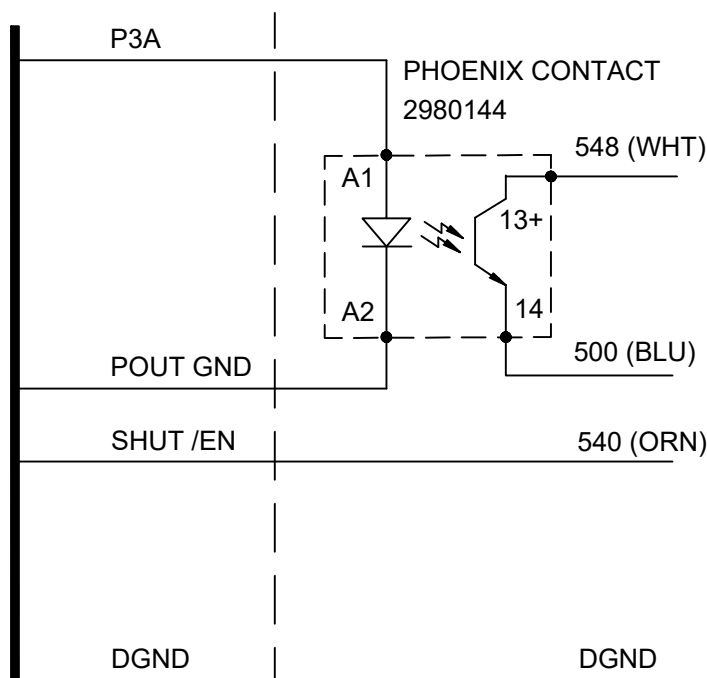 P3A
PHOENIX CONTACT
2980144
548 (WHT)
A1
13+
A2
14
POUT GND
500 (BLU)
SHUT /EN
540 (ORN)
DGND
DGND